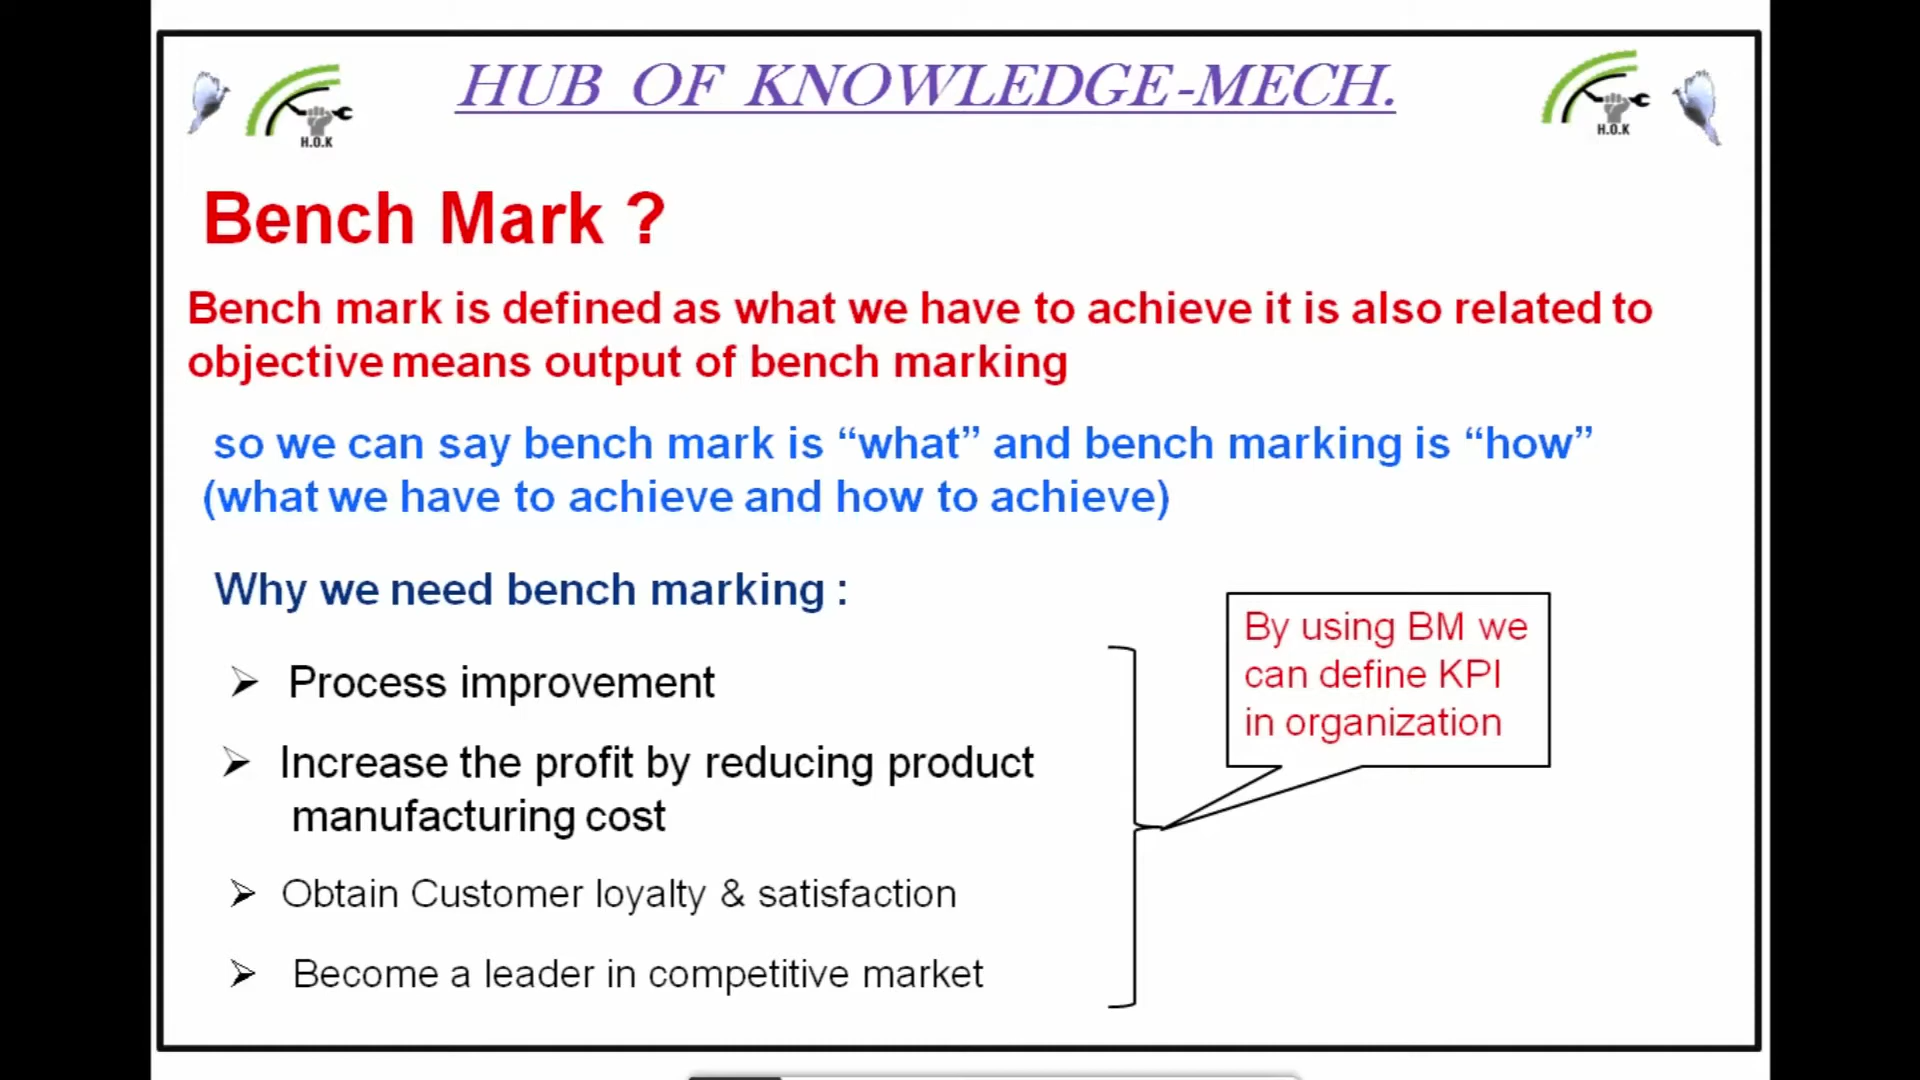 HUB OF KNOWLEDGE-MECH.
H.O.K
H.O.K
Bench Mark ?
Bench mark is defined as what we have to achieve it is also related to
objective means output of bench marking
so we can say bench mark is “what” and bench marking is “how”
(what we have to achieve and how to achieve)
Why we need bench marking :
➢ Process improvement
➢ Increase the profit by reducing product
manufacturing cost
➢ Obtain Customer loyalty & satisfaction
➢ Become a leader in competitive market
By using BM we
can define KPI
in organization